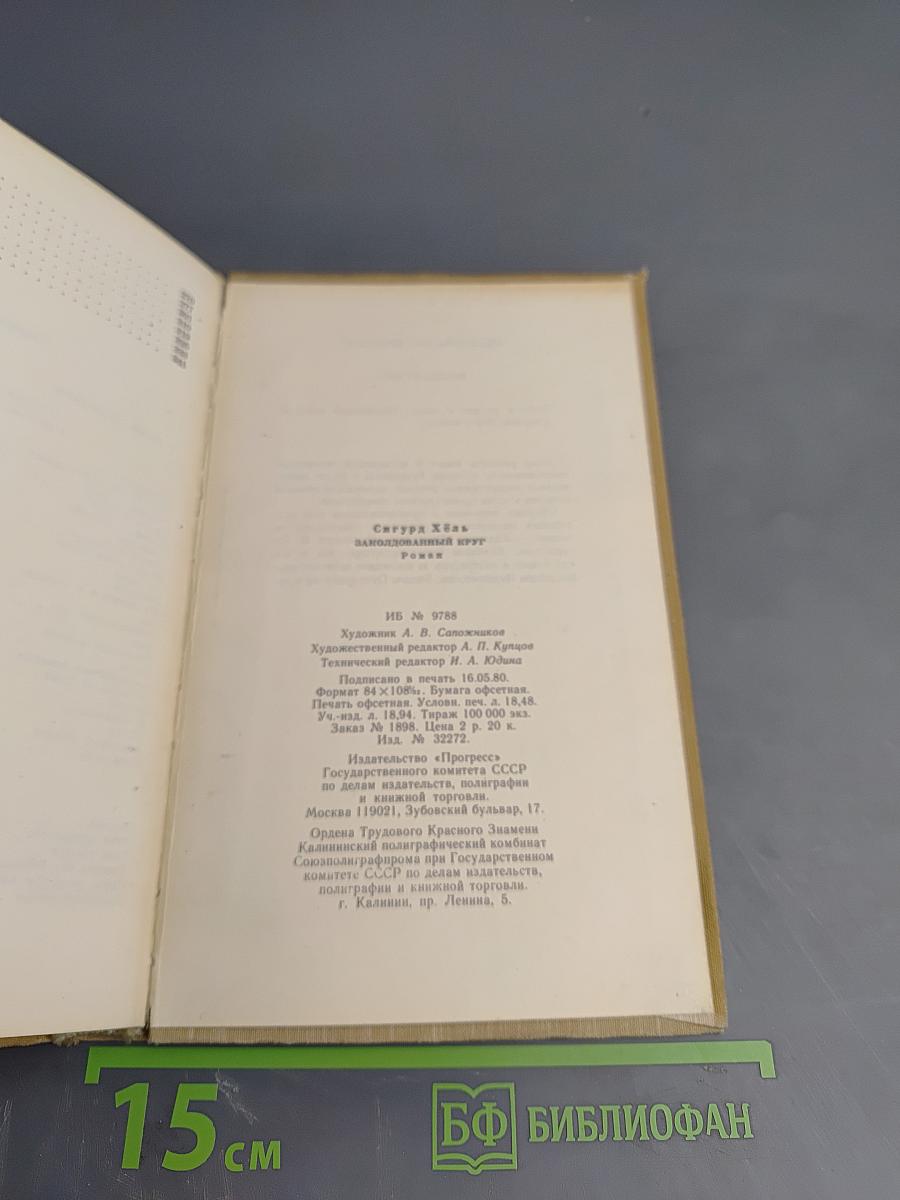 Сигурд Хёль
ЗАКОЛДОВАННЫЙ КРУГ
Роман
ИБ № 9788
Художник А. В. Сапожников
Художественный редактор А. П. Купцов
Технический редактор И. А. Юдина
Подписано в печать 16.05.80.
Формат 84×108¹/₃₂. Бумага офсетная.
Печать офсетная. Условн. печ. л. 18,48.
Уч.-изд. л. 18,94. Тираж 100 000 экз.
Заказ № 1898. Цена 2 р. 20 к.
Изд. № 32272.
Издательство «Прогресс»
Государственного комитета СССР
по делам издательств, полиграфии
и книжной торговли.
Москва 119021, Зубовский бульвар, 17.
Ордена Трудового Красного Знамени
Калининский полиграфический комбинат
Союзполиграфпрома при Государственном
комитете СССР по делам издательств,
полиграфии и книжной торговли.
г. Калинин, пр. Ленина, 5.
15 см
БФ БИБЛИОФАН